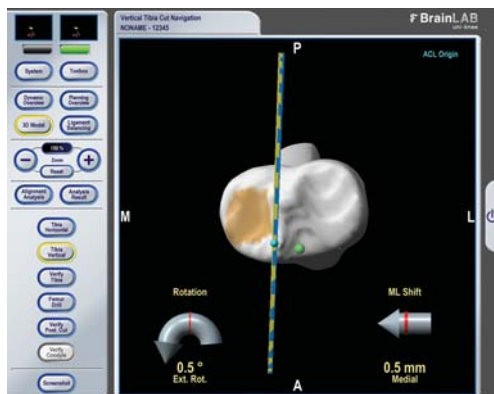 Vertical Tibia Cut Navigation
NONAME - 12345
BrainLAB
uni knee
System
Toolbox
Dynamic
Overview
Planning
Overview
3D Model
Ligament
Balancing
100 %
Zoom
Reset
Alignment
Analysis
Analysis
Result
Tibia
Horizontal
Tibia
Vertical
Verify
Tibia
Femur
Drill
Verify
Post. Cut
Verify
Condyle
Screenshot
P
ACL Origin
M
L
Rotation
0.5 °
Ext. Rot.
ML Shift
0.5 mm
Medial
A